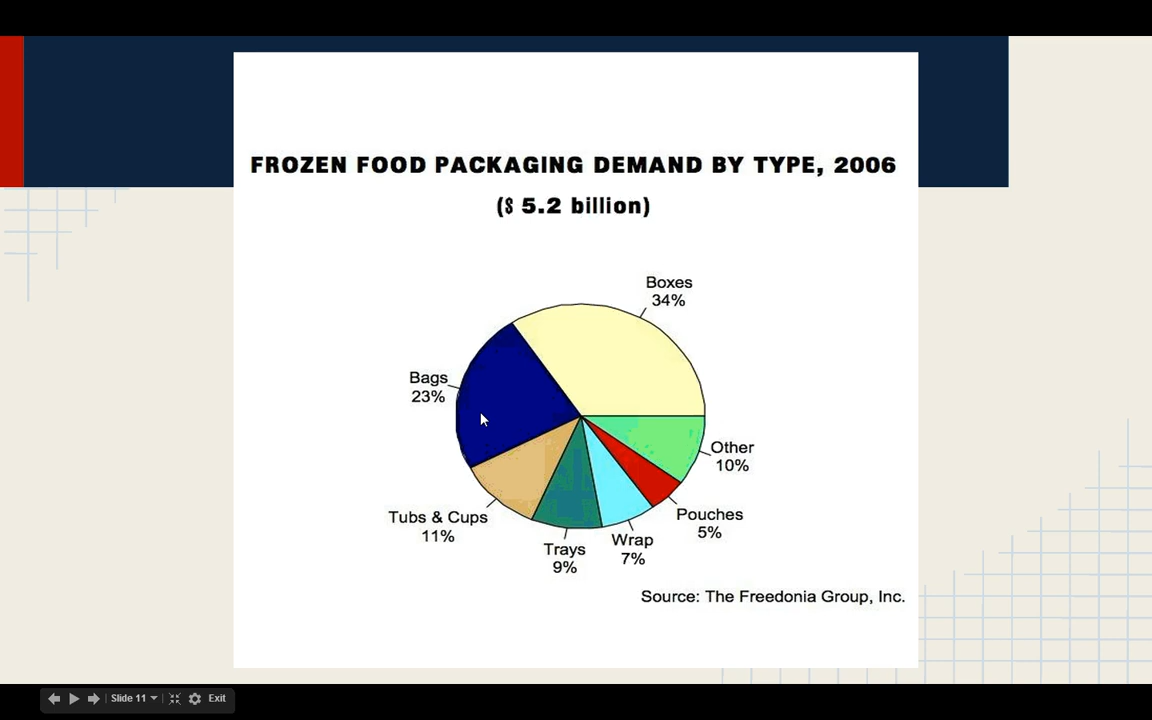 FROZEN FOOD PACKAGING DEMAND BY TYPE, 2006
($ 5.2 billion)
Boxes
34%
Bags
23%
Other
10%
Tubs & Cups
11%
Pouches
5%
Trays
9%
Wrap
7%
Source: The Freedonia Group, Inc.
Slide 11
Exit